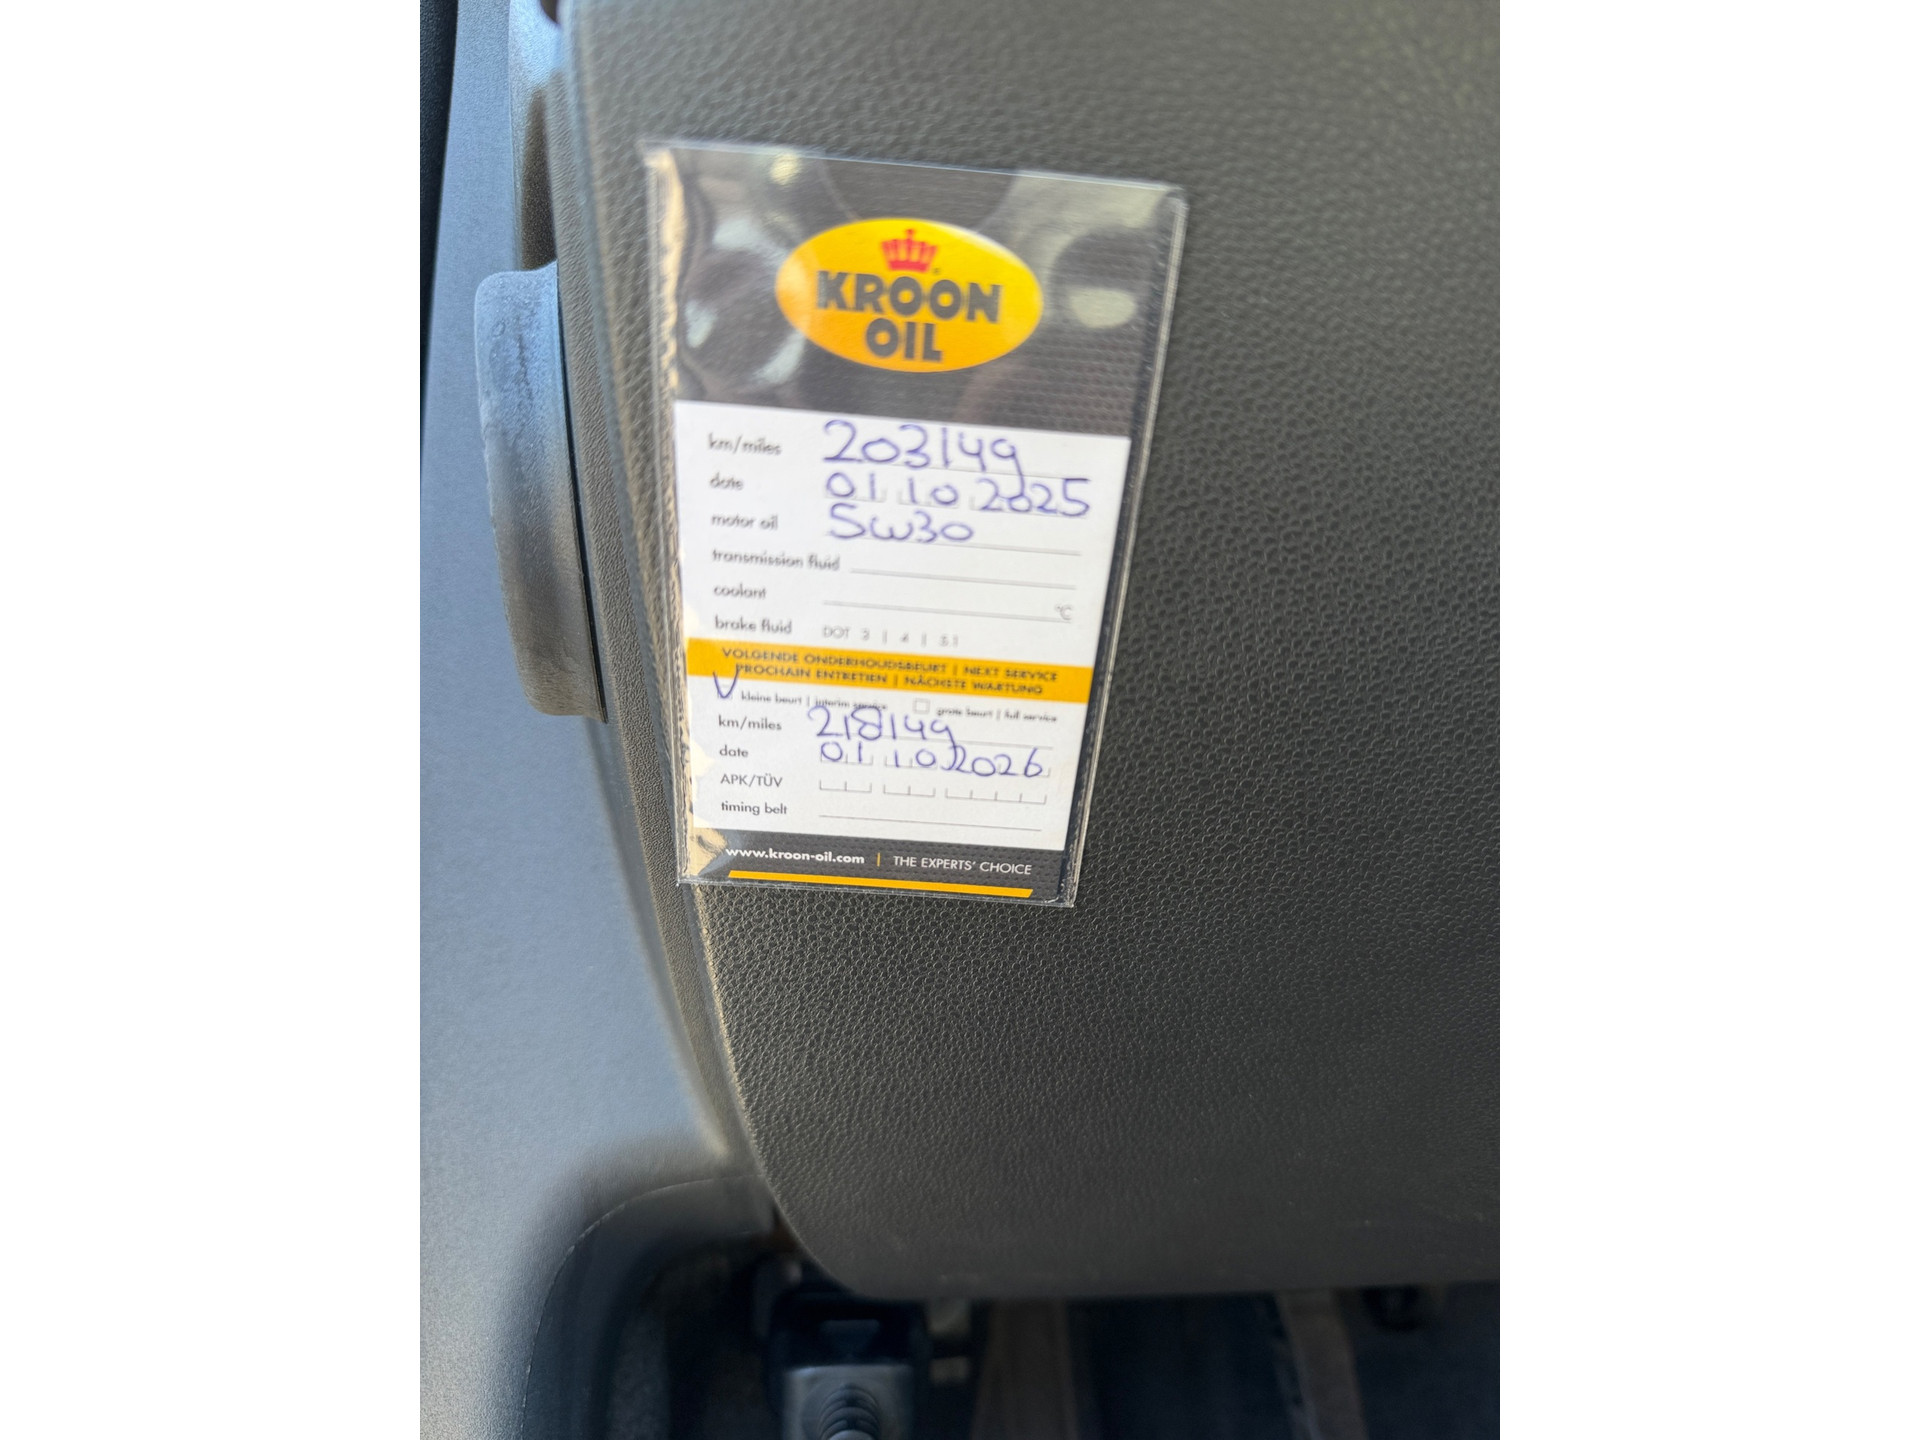 KROON
OIL
km/miles 203149
date 01 10 2025
motor oil 5W30
transmission fluid
coolant °C
brake fluid DOT 3 | 4 | 5.1
VOLGENDE ONDERHOUDSBEURT | NEXT SERVICE
PROCHAIN ENTRETIEN | NÄCHSTE WARTUNG
kleine beurt | interim service grote beurt | full service
km/miles 218149
date 01 10 2026
APK/TÜV
timing belt
www.kroon-oil.com | THE EXPERTS' CHOICE